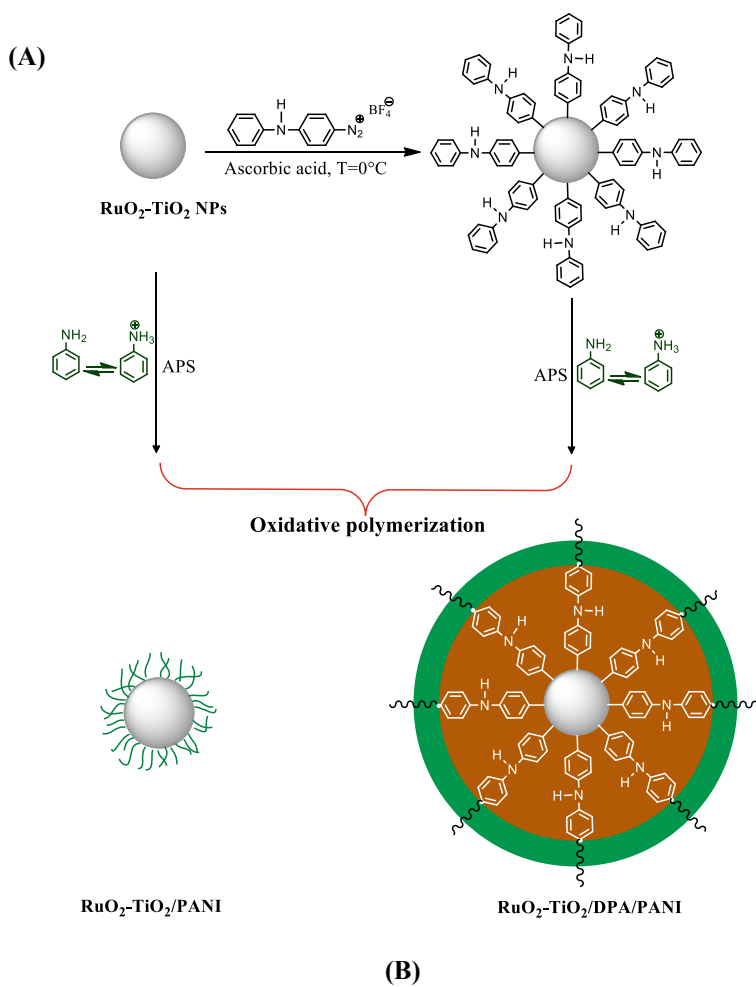 (A)
H
N
N₂
⊕
BF₄
⊖
Ascorbic acid, T=0°C
RuO₂-TiO₂ NPs
N-H
N
H
N
H
H
N
N
H
H
N
N
H
H-N
NH₂
⊕
NH₃
APS
APS
NH₂
⊕
NH₃
Oxidative polymerization
N-H
H
N
N
H
H
N
N
H
H
N
N
H
H-N
RuO₂-TiO₂/PANI
RuO₂-TiO₂/DPA/PANI
(B)